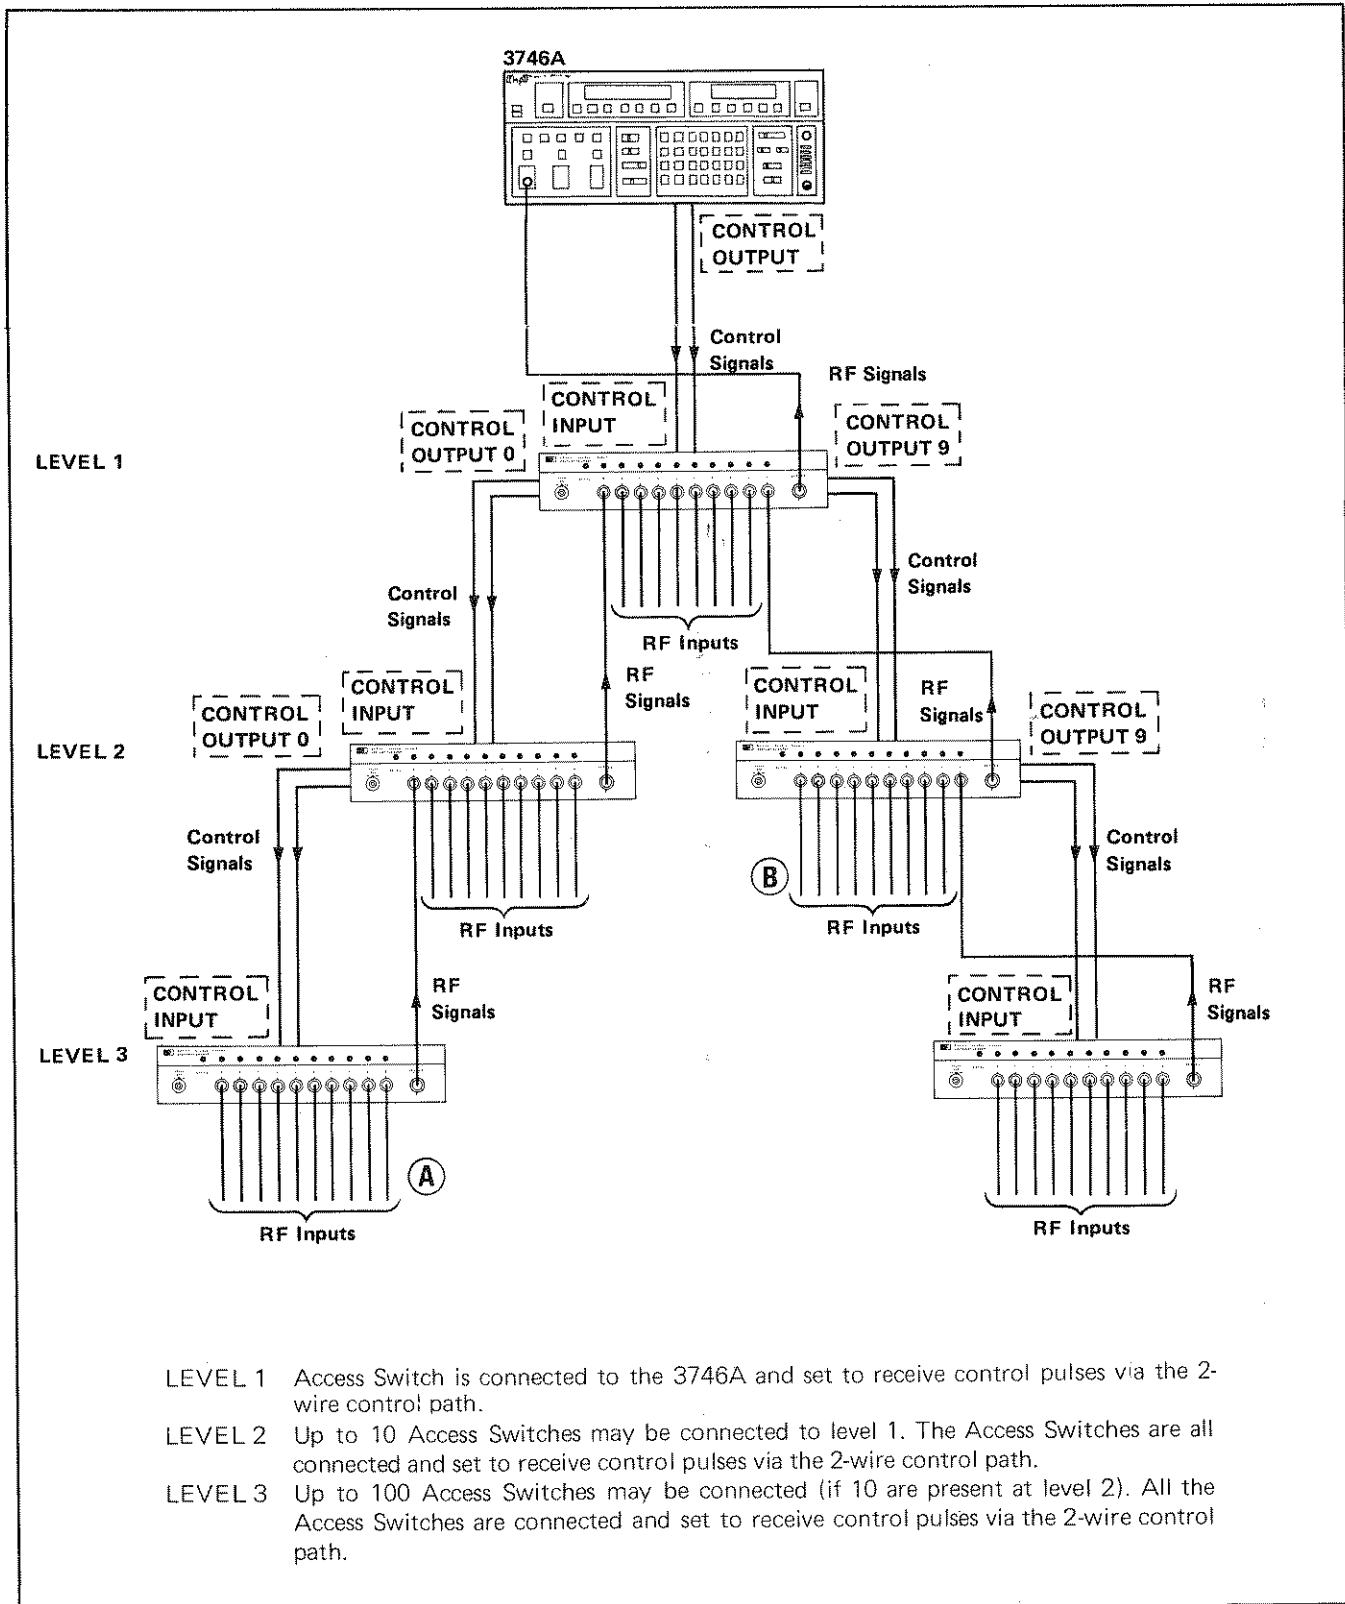 3746A
CONTROL
OUTPUT
Control
Signals
RF Signals
CONTROL
INPUT
CONTROL
OUTPUT 0
CONTROL
OUTPUT 9
LEVEL 1
Control
Signals
Control
Signals
RF Inputs
RF
Signals
CONTROL
INPUT
CONTROL
OUTPUT 0
CONTROL
INPUT
RF
Signals
CONTROL
OUTPUT 9
LEVEL 2
Control
Signals
Control
Signals
B
RF Inputs
RF Inputs
CONTROL
INPUT
RF
Signals
CONTROL
INPUT
RF
Signals
LEVEL 3
A
RF Inputs
RF Inputs
LEVEL 1 Access Switch is connected to the 3746A and set to receive control pulses via the 2-
wire control path.
LEVEL 2 Up to 10 Access Switches may be connected to level 1. The Access Switches are all
connected and set to receive control pulses via the 2-wire control path.
LEVEL 3 Up to 100 Access Switches may be connected (if 10 are present at level 2). All the
Access Switches are connected and set to receive control pulses via the 2-wire control
path.